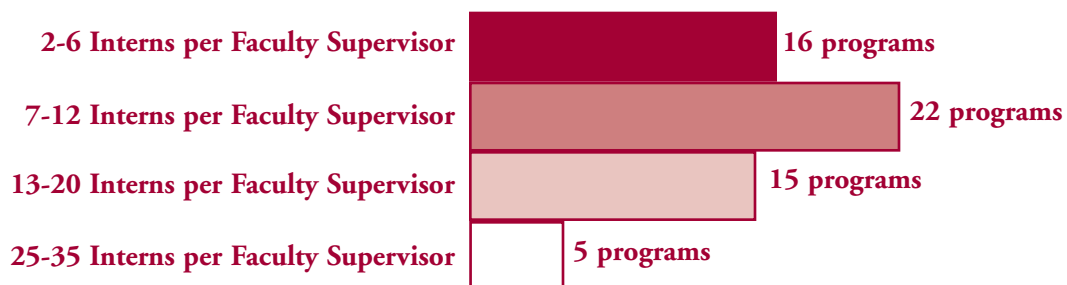 2-6 Interns per Faculty Supervisor 16 programs
7-12 Interns per Faculty Supervisor 22 programs
13-20 Interns per Faculty Supervisor 15 programs
25-35 Interns per Faculty Supervisor 5 programs